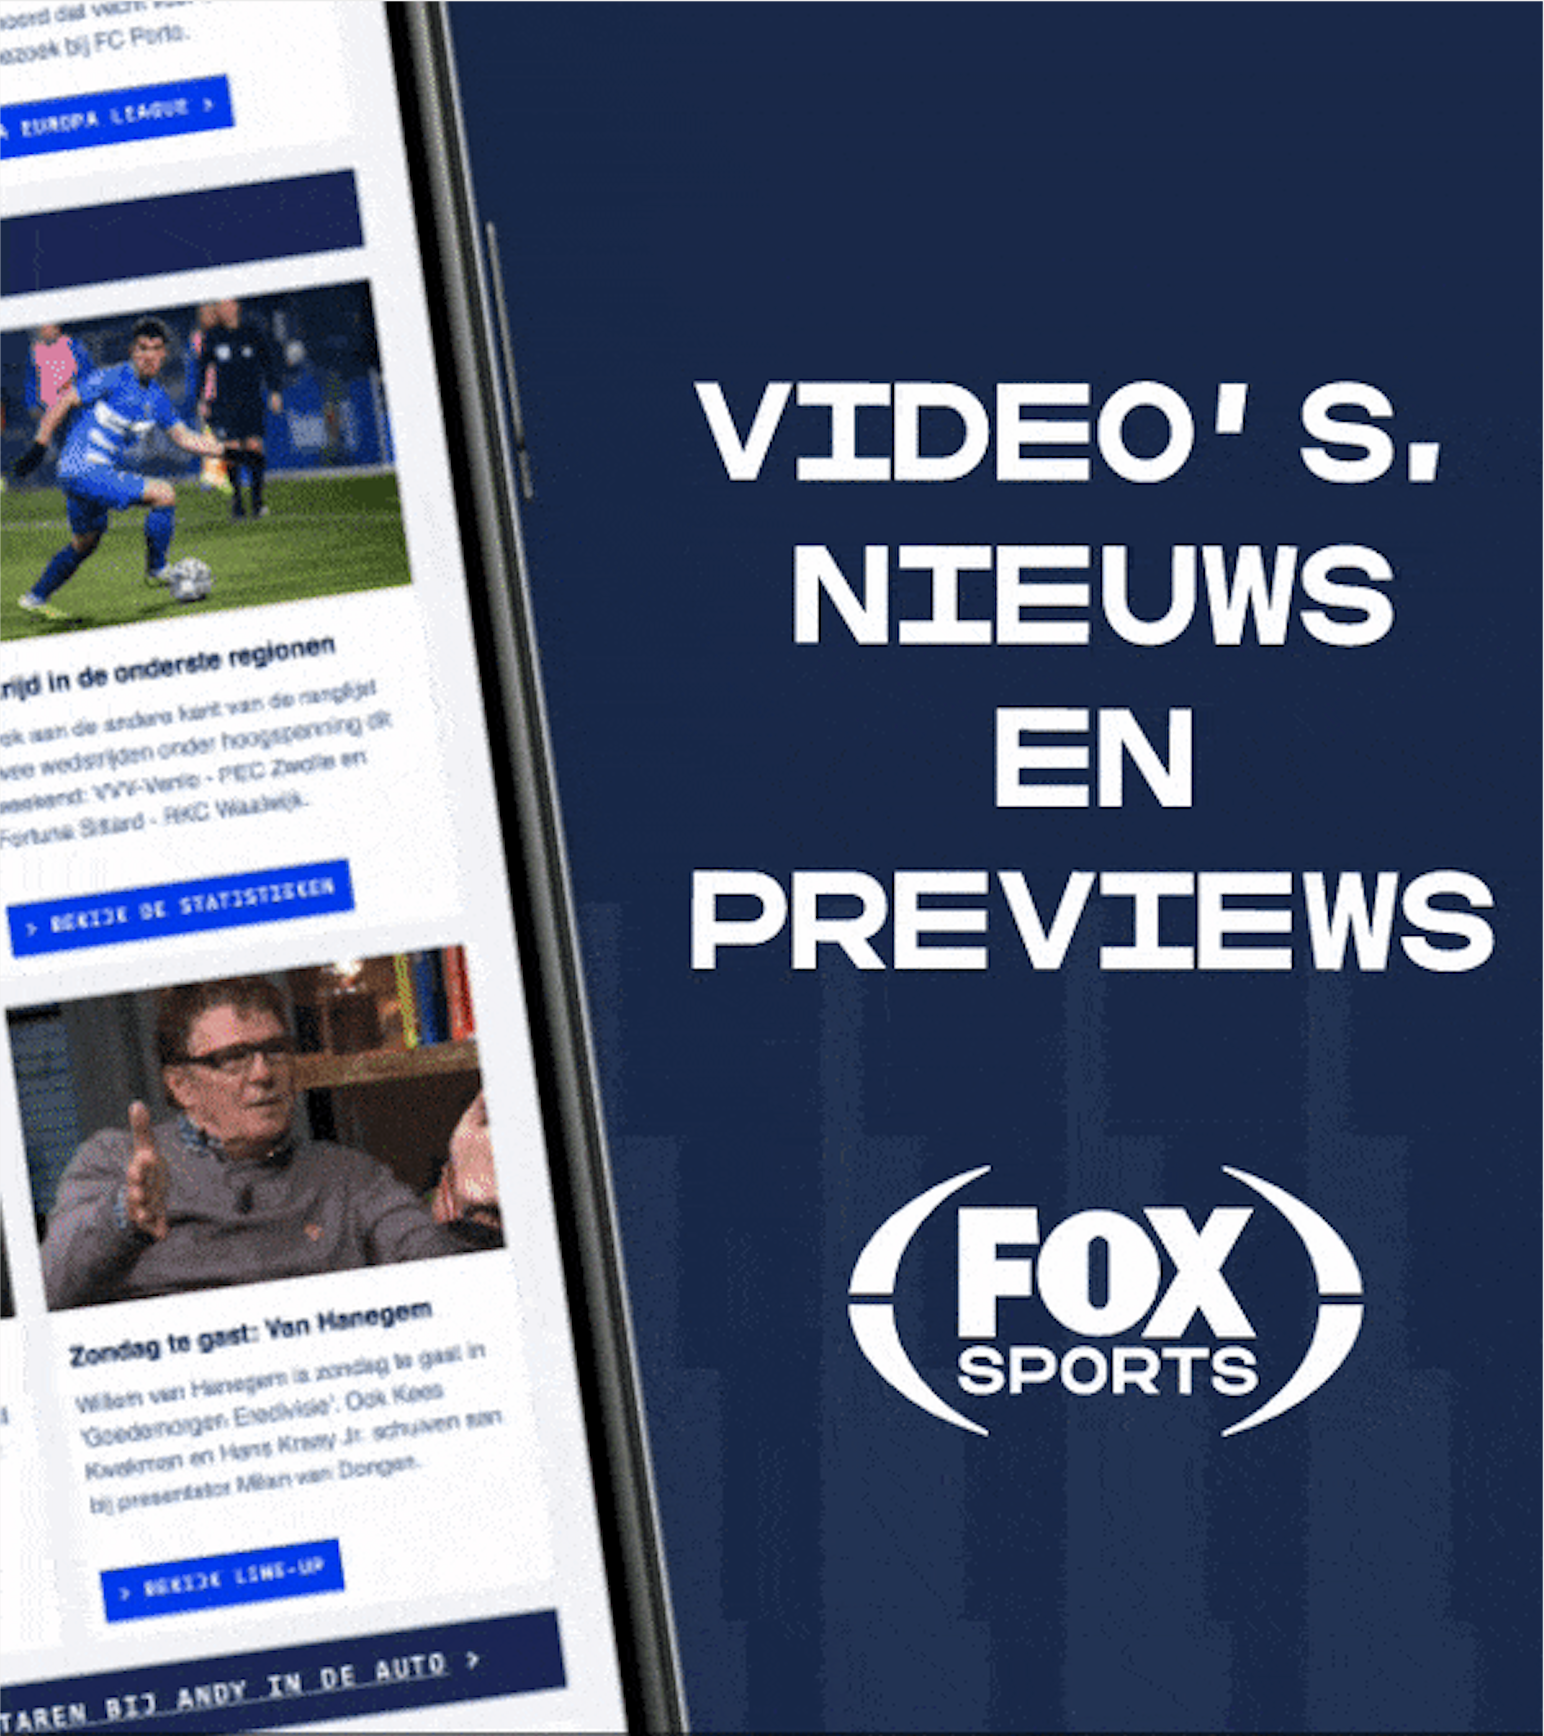 ezoek bij FC Porto.
EUROPA LEAGUE >
rijd in de onderste regionen
ok aan de andere kant van de ranglijst
wee wedstrijden onder hoogspanning dit
weekend: VVV-Venlo - PEC Zwolle en
Fortuna Sittard - RKC Waalwijk.
> BEKIJK DE STATISTIEKEN
Zondag te gast: Van Hanegem
Willem van Hanegem is zondag te gast in
'Goedemorgen Eredivisie'. Ook Kees
Kwakman en Hans Kraay Jr. schuiven aan
bij presentator Milan van Dongen.
> BEKIJK LINE-UP
TAREN BIJ ANDY IN DE AUTO >
VIDEO'S,
NIEUWS
EN
PREVIEWS
FOX
SPORTS